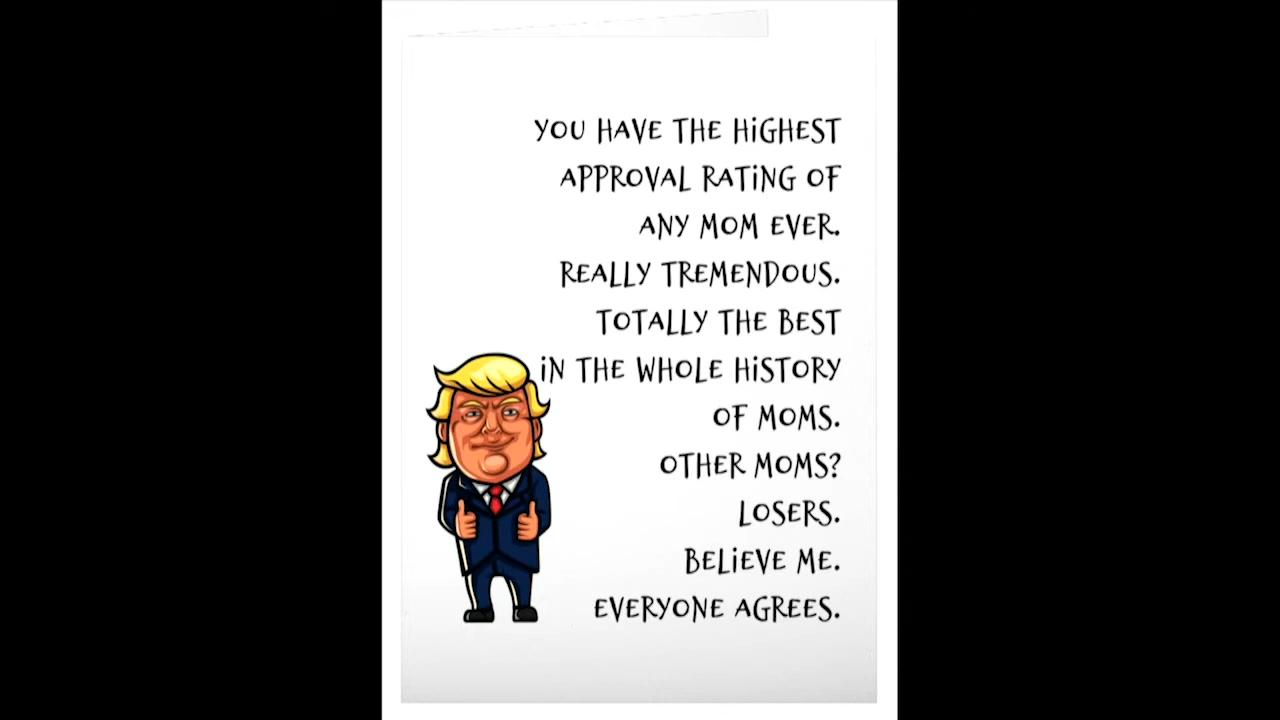 YOU HAVE THE HiGHEST
APPROVAL RATiNG OF
ANY MOM EVER.
REALLY TREMENDOUS.
TOTALLY THE BEST
iN THE WHOLE HiSTORY
OF MOMS.
OTHER MOMS?
LOSERS.
BELiEVE ME.
EVERYONE AGREES.